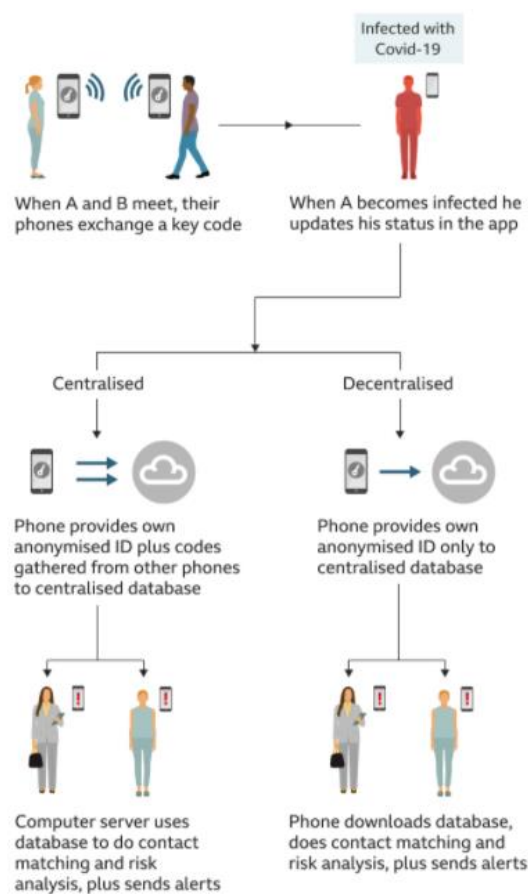 Infected with
Covid-19
When A and B meet, their
phones exchange a key code
When A becomes infected he
updates his status in the app
Centralised
Decentralised
Phone provides own
anonymised ID plus codes
gathered from other phones
to centralised database
Phone provides own
anonymised ID only to
centralised database
Computer server uses
database to do contact
matching and risk
analysis, plus sends alerts
Phone downloads database,
does contact matching and
risk analysis, plus sends alerts